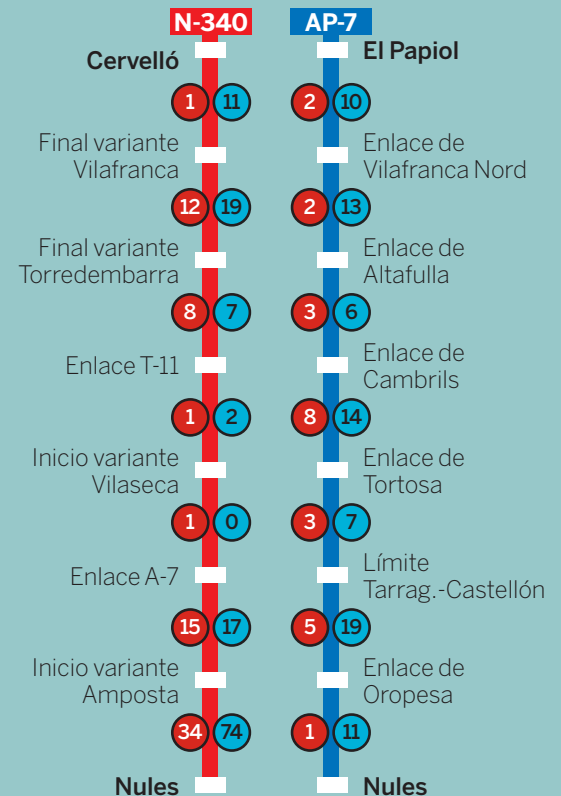 N-340
AP-7
Cervelló
El Papiol
1 11
2 10
Final variante
Vilafranca
Enlace de
Vilafranca Nord
12 19
2 13
Final variante
Torredembarra
Enlace de
Altafulla
8 7
3 6
Enlace T-11
Enlace de
Cambrils
1 2
8 14
Inicio variante
Vilaseca
Enlace de
Tortosa
1 0
3 7
Enlace A-7
Límite
Tarrag.-Castellón
15 17
5 19
Inicio variante
Amposta
Enlace de
Oropesa
34 74
1 11
Nules
Nules